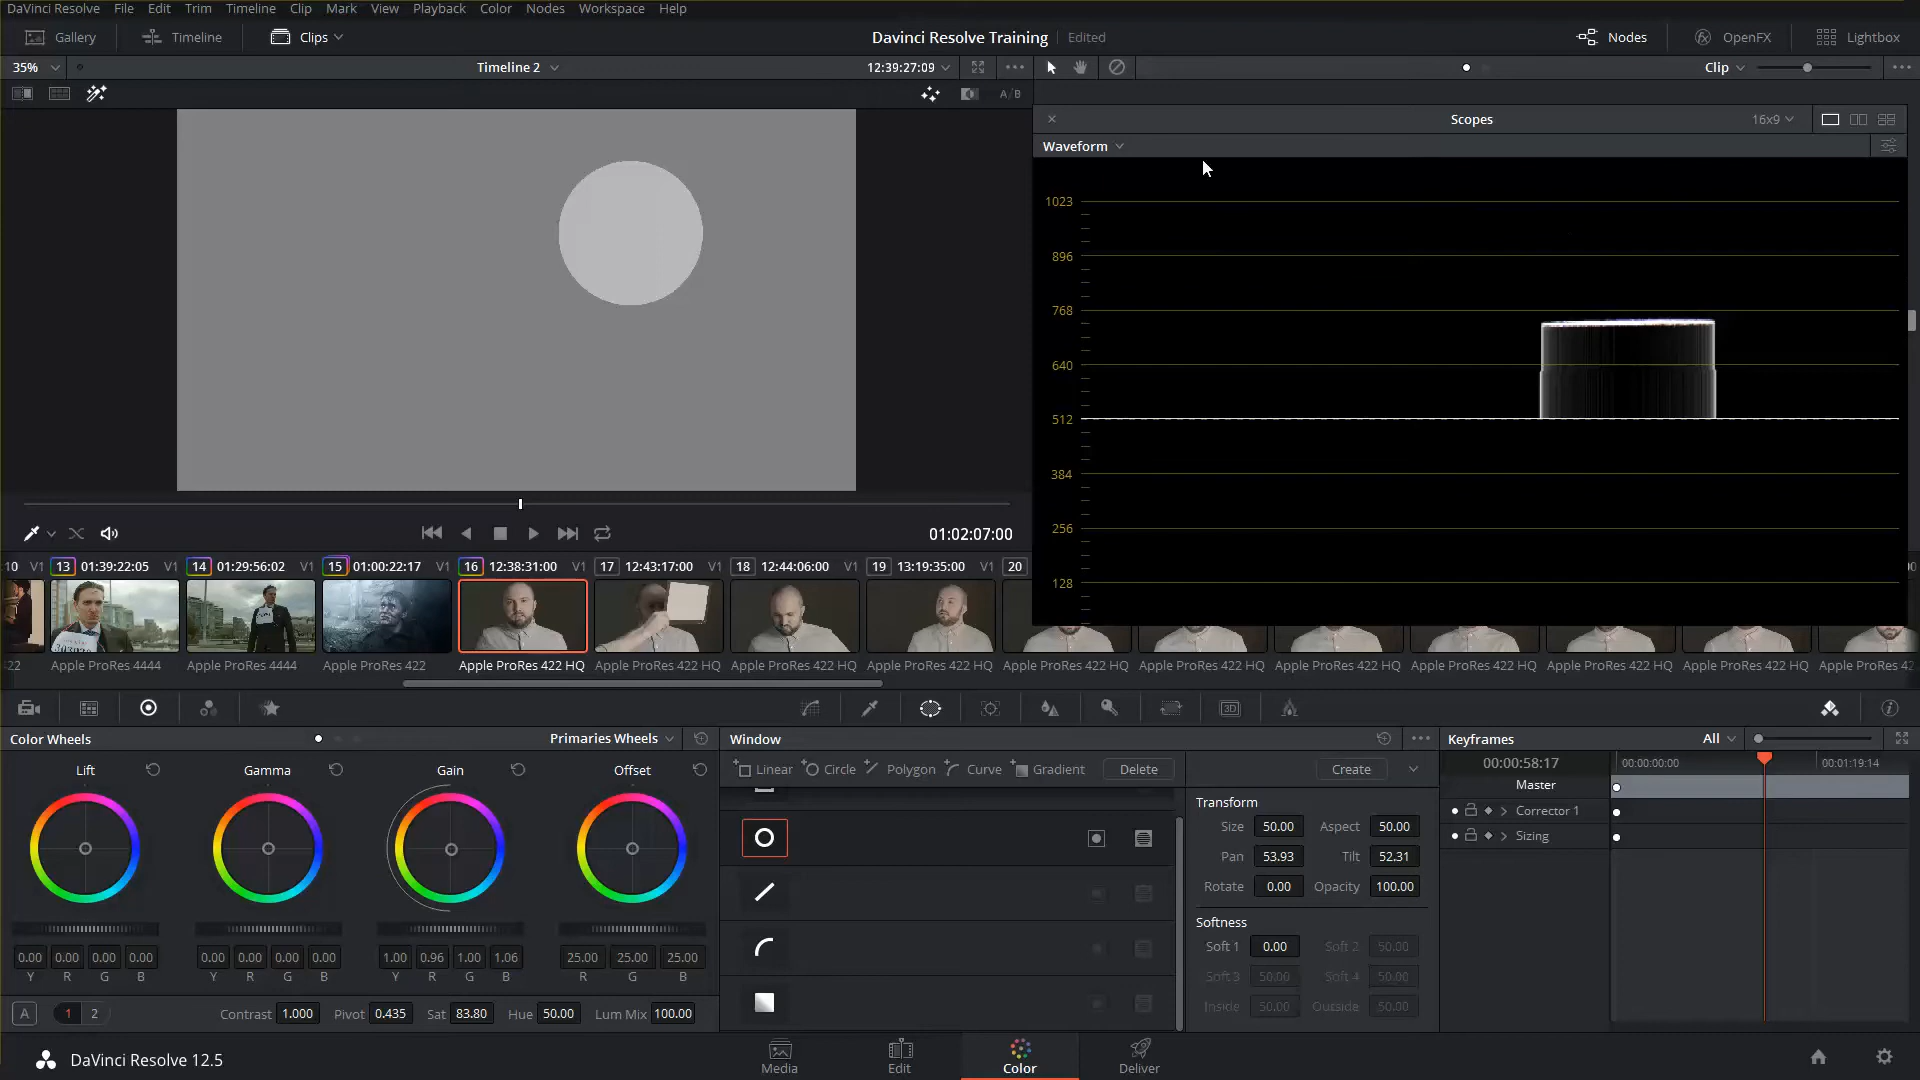 DaVinci Resolve File Edit Trim Timeline Clip Mark View Playback Color Nodes Workspace Help
Gallery Timeline Clips Davinci Resolve Training Edited Nodes OpenFX Lightbox
35% Timeline 2 12:39:27:09 Clip
A/B
Scopes 16x9
Waveform
1023
896
768
640
512
384
256
128
01:02:07:00
10 V1 13 01:39:22:05 V1 14 01:29:56:02 V1 15 01:00:22:17 V1 16 12:38:31:00 V1 17 12:43:17:00 V1 18 12:44:06:00 V1 19 13:19:35:00 V1 20
22 Apple ProRes 4444 Apple ProRes 4444 Apple ProRes 422 Apple ProRes 422 HQ Apple ProRes 422 HQ Apple ProRes 422 HQ Apple ProRes 422 HQ Apple ProRes 422 HQ Apple ProRes 422 HQ Apple ProRes 422 HQ Apple ProRes 422 HQ Apple ProRes 422 HQ Apple ProRes 422 HQ Apple ProRes 42
3D
Color Wheels Primaries Wheels
Lift Gamma Gain Offset
0.00 0.00 0.00 0.00 0.00 0.00 0.00 0.00 1.00 0.96 1.00 1.06 25.00 25.00 25.00
Y R G B Y R G B Y R G B R G B
A 1 2 Contrast 1.000 Pivot 0.435 Sat 83.80 Hue 50.00 Lum Mix 100.00
Window
Linear Circle Polygon Curve Gradient Delete
Create
Transform
Size 50.00 Aspect 50.00
Pan 53.93 Tilt 52.31
Rotate 0.00 Opacity 100.00
Softness
Soft 1 0.00 Soft 2 50.00
Soft 3 50.00 Soft 4 50.00
Inside 50.00 Outside 50.00
Keyframes All
00:00:58:17 00:00:00:00 00:01:19:14
Master
Corrector 1
Sizing
DaVinci Resolve 12.5
Media Edit Color Deliver